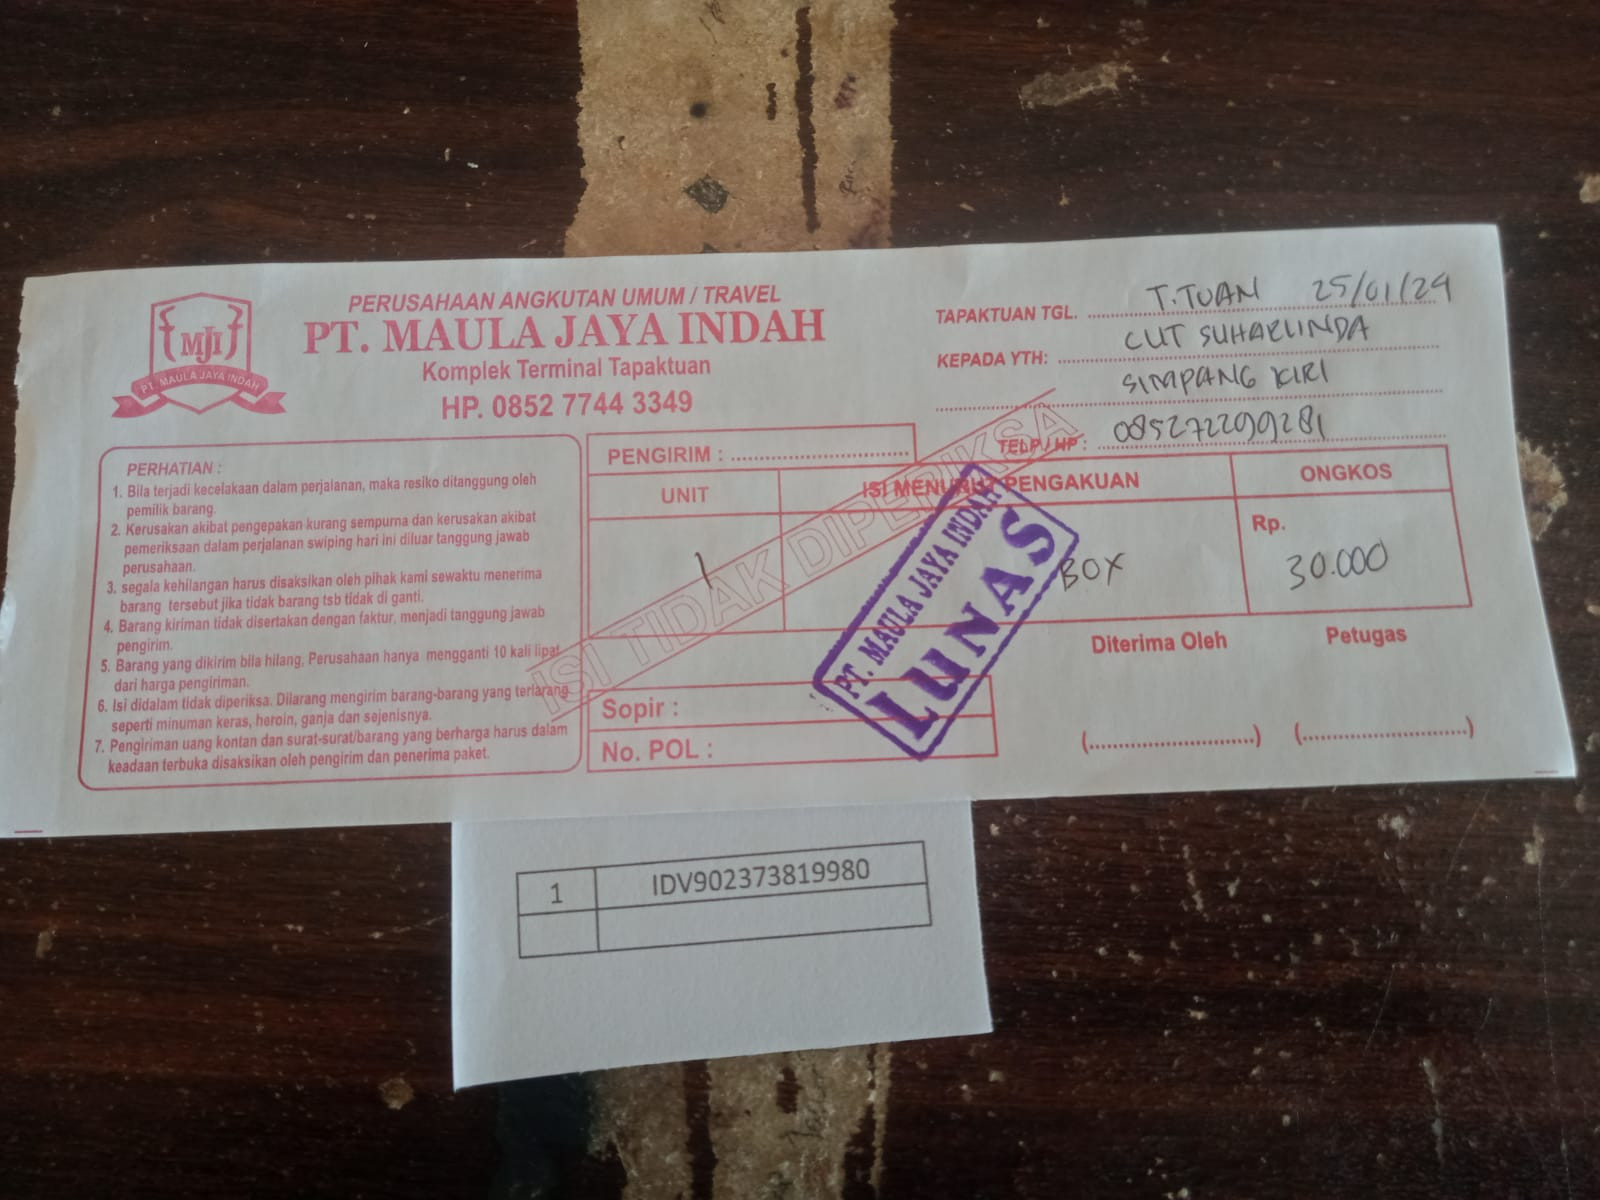 MJI
PT. MAULA JAYA INDAH
PERUSAHAAN ANGKUTAN UMUM / TRAVEL
PT. MAULA JAYA INDAH
Komplek Terminal Tapaktuan
HP. 0852 7744 3349
TAPAKTUAN TGL. T.TUAN 25/01/24
KEPADA YTH: CUT SUHARLINDA
SIMPANG KIRI
TELP / HP : 085272299281
PERHATIAN :
1. Bila terjadi kecelakaan dalam perjalanan, maka resiko ditanggung oleh
pemilik barang.
2. Kerusakan akibat pengepakan kurang sempurna dan kerusakan akibat
pemeriksaan dalam perjalanan swiping hari ini diluar tanggung jawab
perusahaan.
3. segala kehilangan harus disaksikan oleh pihak kami sewaktu menerima
barang tersebut jika tidak barang tsb tidak di ganti.
4. Barang kiriman tidak disertakan dengan faktur, menjadi tanggung jawab
pengirim.
5. Barang yang dikirim bila hilang, Perusahaan hanya mengganti 10 kali lipat
dari harga pengiriman.
6. Isi didalam tidak diperiksa. Dilarang mengirim barang-barang yang terlarang
seperti minuman keras, heroin, ganja dan sejenisnya.
7. Pengiriman uang kontan dan surat-surat/barang yang berharga harus dalam
keadaan terbuka disaksikan oleh pengirim dan penerima paket.
PENGIRIM :
UNIT ISI MENURUT PENGAKUAN ONGKOS
1 BOX Rp. 30.000
ISI TIDAK DIPERIKSA
PT. MAULA JAYA INDAH
LUNAS
Sopir :
No. POL :
Diterima Oleh Petugas
(..............................) (..............................)
1 IDV902373819980